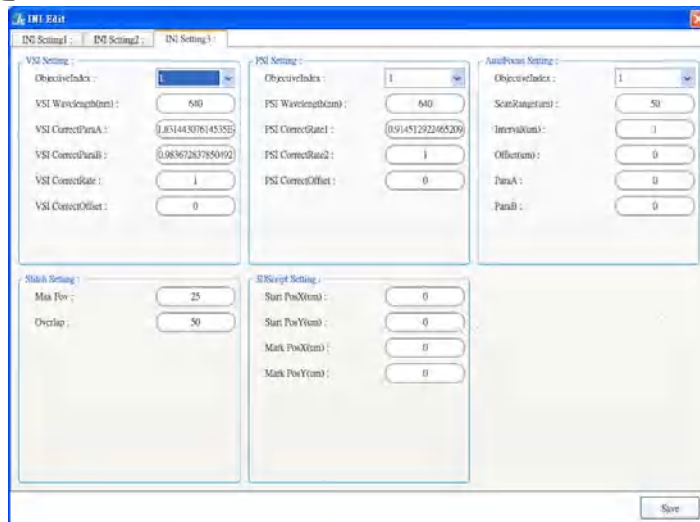 INI Edit
INI Setting1 : INI Setting2 : INI Setting3 :
VSI Setting :
ObjectiveIndex : 1
VSI Wavelength(nm) : 640
VSI CorrectParaA :
VSI CorrectParaB : 0.983672837850492
VSI CorrectRate : 1
VSI CorrectOffset : 0
PSI Setting :
ObjectiveIndex : 1
PSI Wavelength(nm) : 640
PSI CorrectRate1 : 0.914512922465209
PSI CorrectRate2 : 1
PSI CorrectOffset : 0
AutoFocus Setting :
ObjectiveIndex : 1
ScanRange(um) : 50
Interval(um) : 1
Offset(um) : 0
ParaA : 0
ParaB : 0
Stitch Setting :
Max Fov : 25
Overlap : 50
Start PosX(um) : 0
Start PosY(um) : 0
Mark PosX(um) : 0
Mark PosY(um) : 0
Save